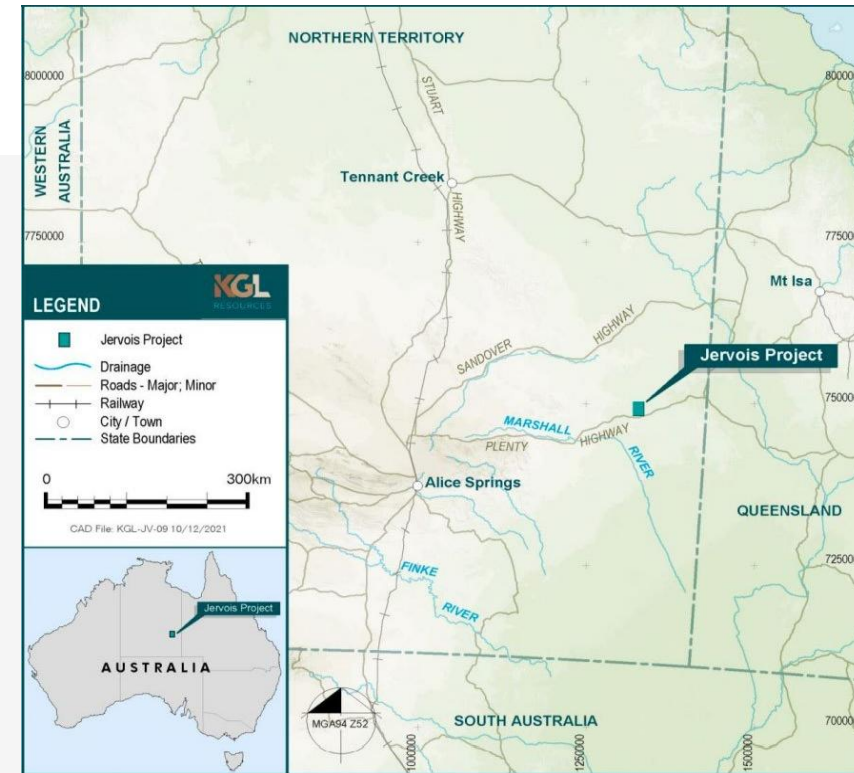 NORTHERN TERRITORY
8000000
80000
STUART
WESTERN
AUSTRALIA
Tennant Creek
HIGHWAY
7750000
77500
Mt Isa
LEGEND
KGL
RESOURCES
Jervois Project
Drainage
Roads - Major; Minor
Railway
City / Town
State Boundaries
0 300km
CAD File: KGL-JV-09 10/12/2021
SANDOVER HIGHWAY
Jervois Project
75000
MARSHALL
PLENTY HIGHWAY
RIVER
Alice Springs
QUEENSLAND
FINKE
RIVER
72500
Jervois Project
AUSTRALIA
MGA94 Z52
SOUTH AUSTRALIA
70000
1000000
1250000
1500000